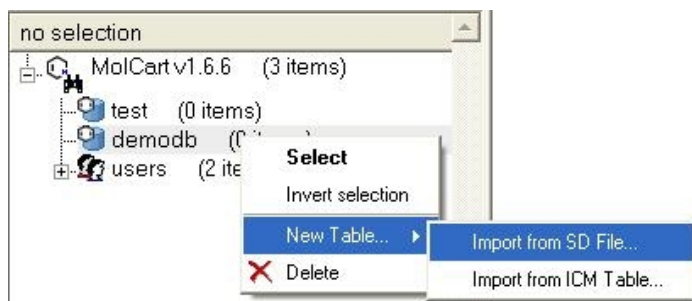 no selection
MolCart v1.6.6 (3 items)
test (0 items)
demodb
users (2
Select
Invert selection
New Table...
Delete
Import from SD File...
Import from ICM Table...